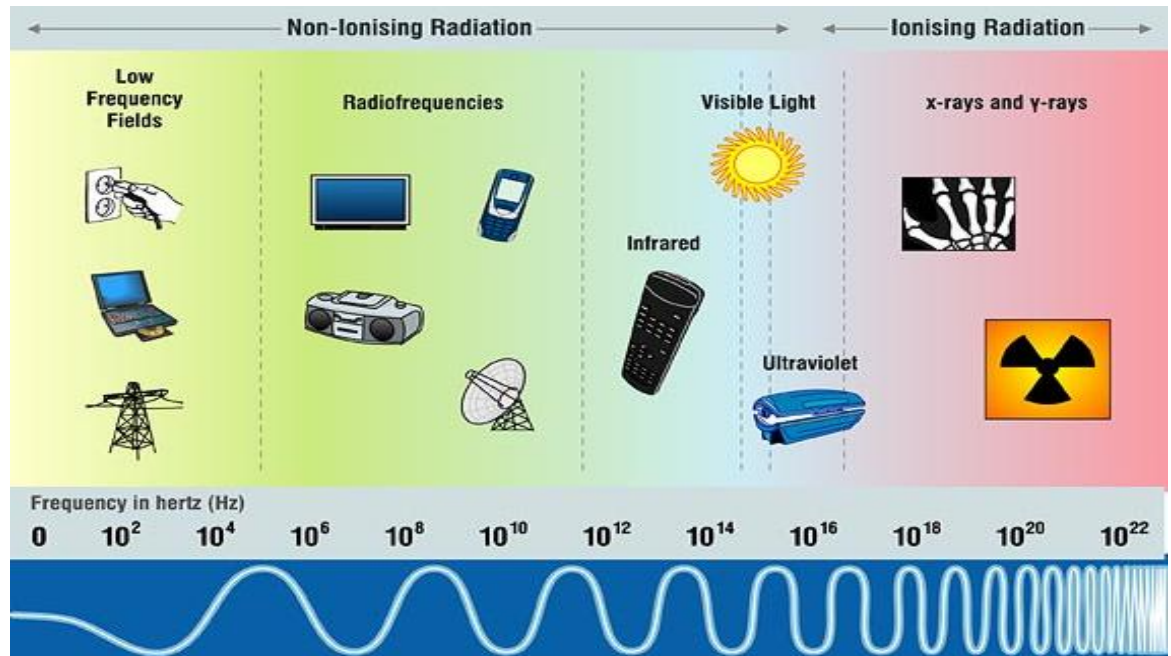 Non-Ionising Radiation
Ionising Radiation
Low
Frequency
Fields
Radiofrequencies
Visible Light
x-rays and γ-rays
Infrared
Ultraviolet
Frequency in hertz (Hz)
0 10² 10⁴ 10⁶ 10⁸ 10¹⁰ 10¹² 10¹⁴ 10¹⁶ 10¹⁸ 10²⁰ 10²²